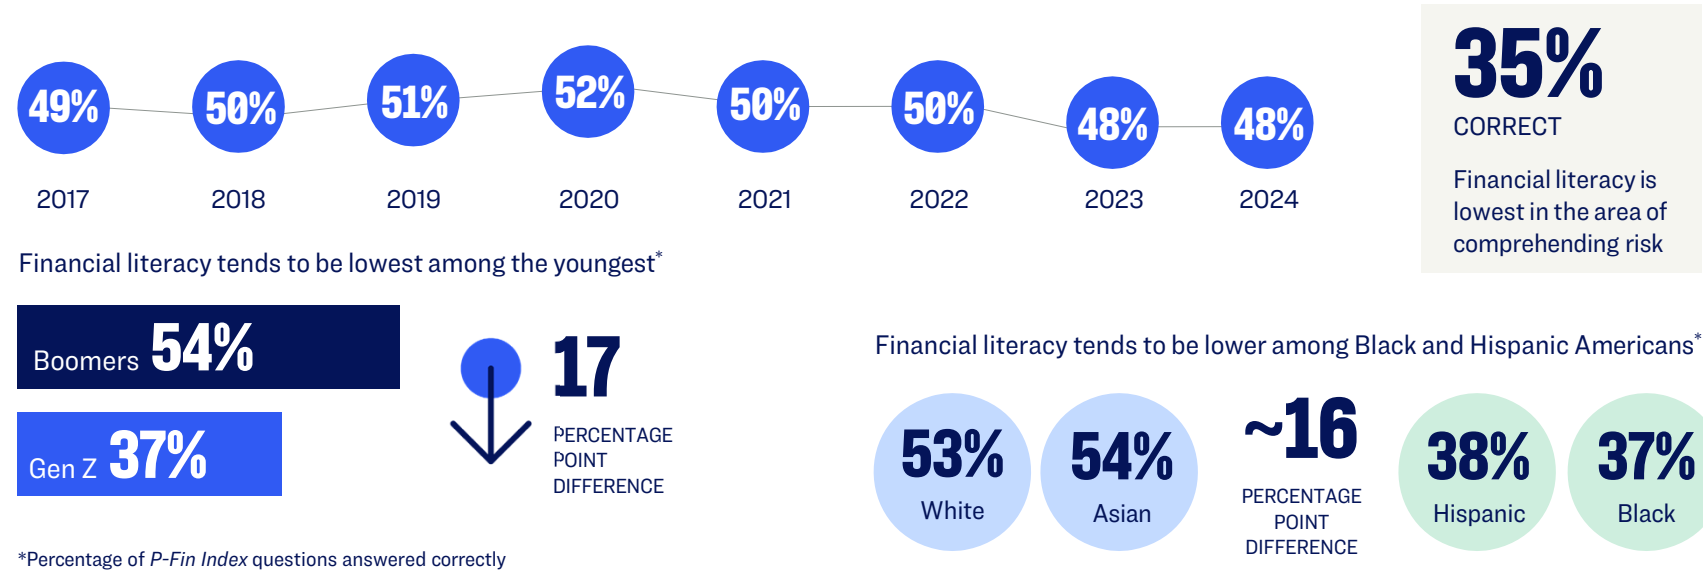 49%
50%
51%
52%
50%
50%
48%
48%
2017
2018
2019
2020
2021
2022
2023
2024
35%
CORRECT
Financial literacy is
lowest in the area of
comprehending risk
Financial literacy tends to be lowest among the youngest*
Boomers 54%
Gen Z 37%
17
PERCENTAGE
POINT
DIFFERENCE
Financial literacy tends to be lower among Black and Hispanic Americans*
53%
White
54%
Asian
~16
PERCENTAGE
POINT
DIFFERENCE
38%
Hispanic
37%
Black
*Percentage of P-Fin Index questions answered correctly